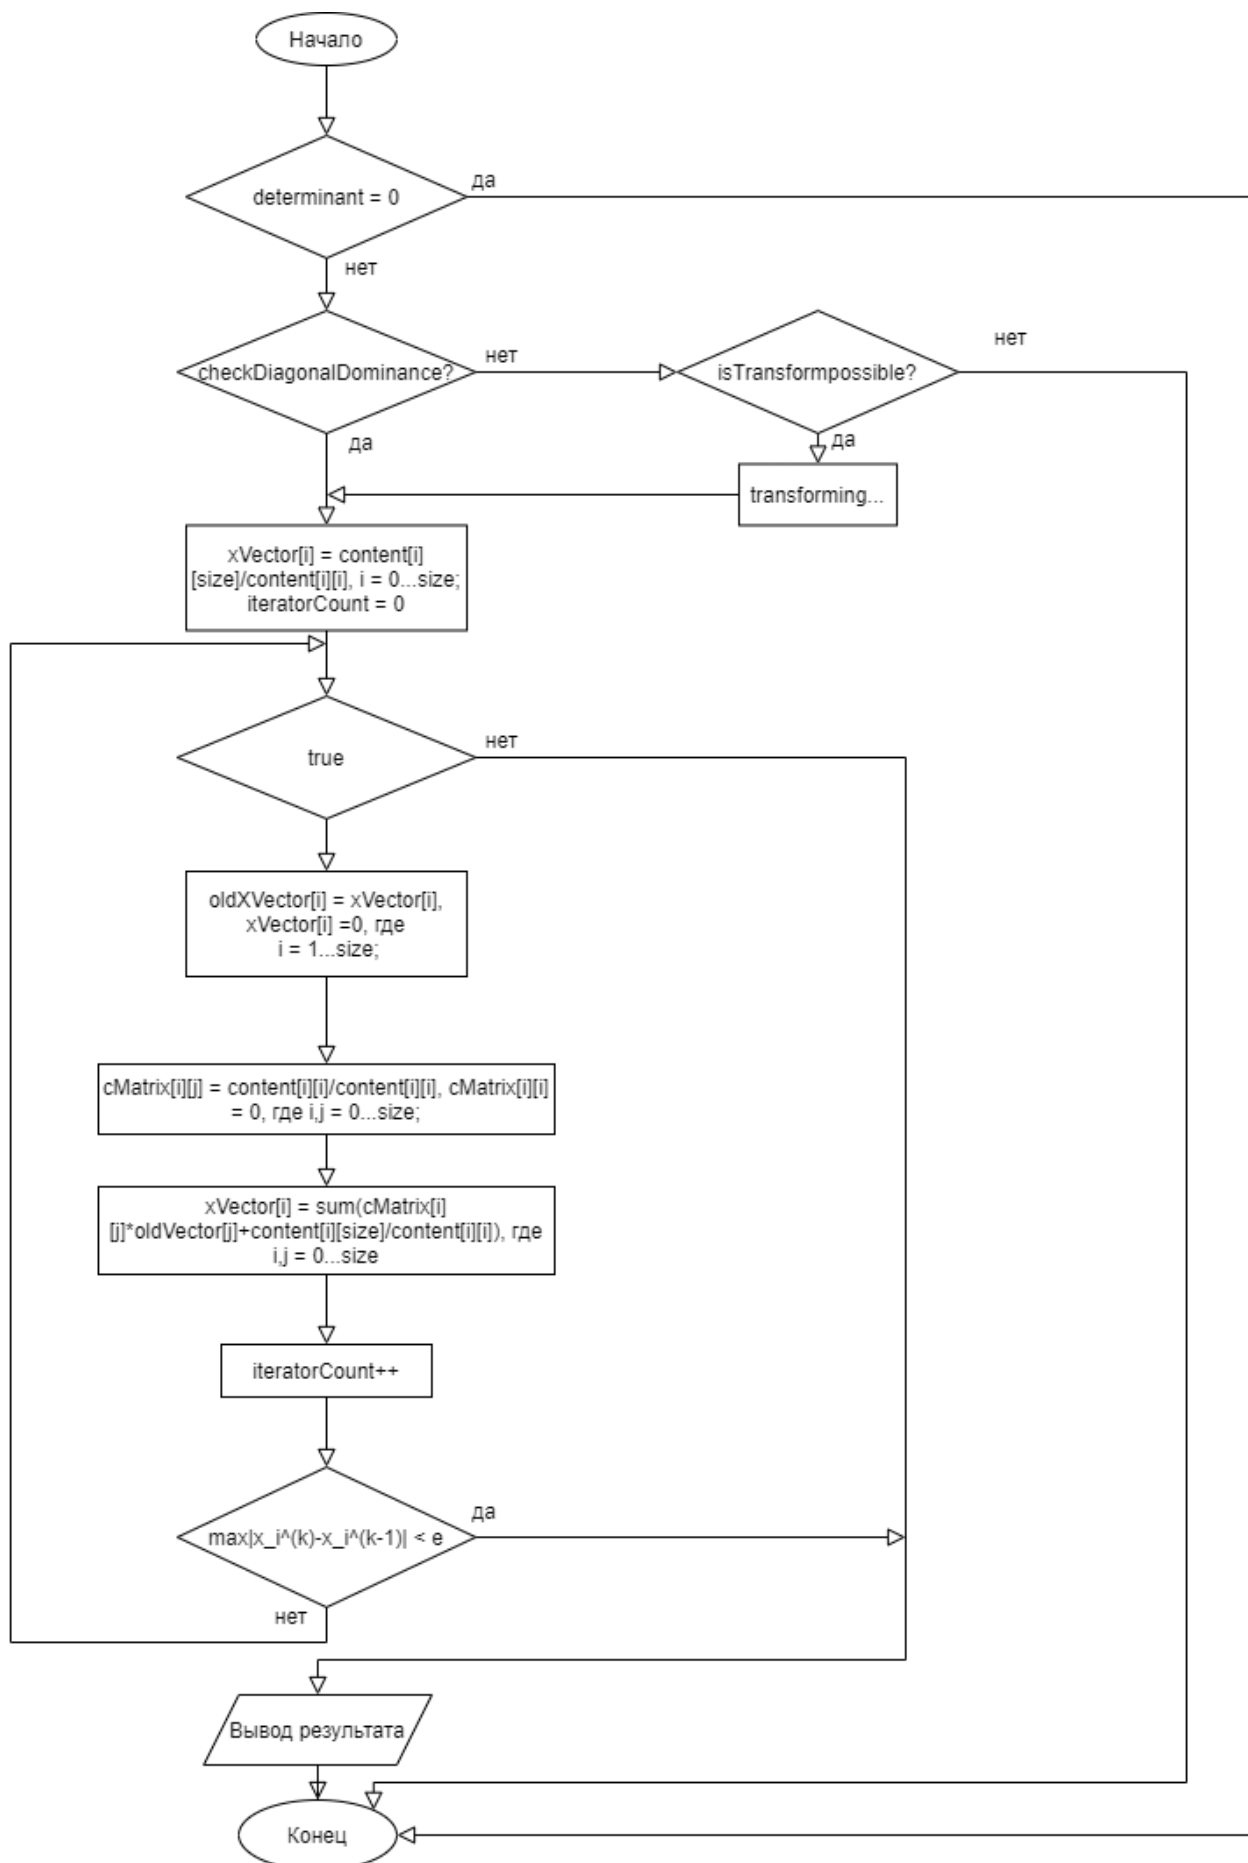 Начало
да
determinant = 0
нет
нет
нет
checkDiagonalDominance?
isTransformpossible?
да
да
transforming...
xVector[i] = content[i]
[size]/content[i][i], i = 0...size;
iteratorCount = 0
нет
true
oldXVector[i] = xVector[i],
xVector[i] =0, где
i = 1...size;
cMatrix[i][j] = content[i][i]/content[i][i], cMatrix[i][i]
= 0, где i,j = 0...size;
xVector[i] = sum(cMatrix[i]
[j]*oldVector[j]+content[i][size]/content[i][i]), где
i,j = 0...size
iteratorCount++
да
max|x_i^(k)-x_i^(k-1)| < e
нет
Вывод результата
Конец